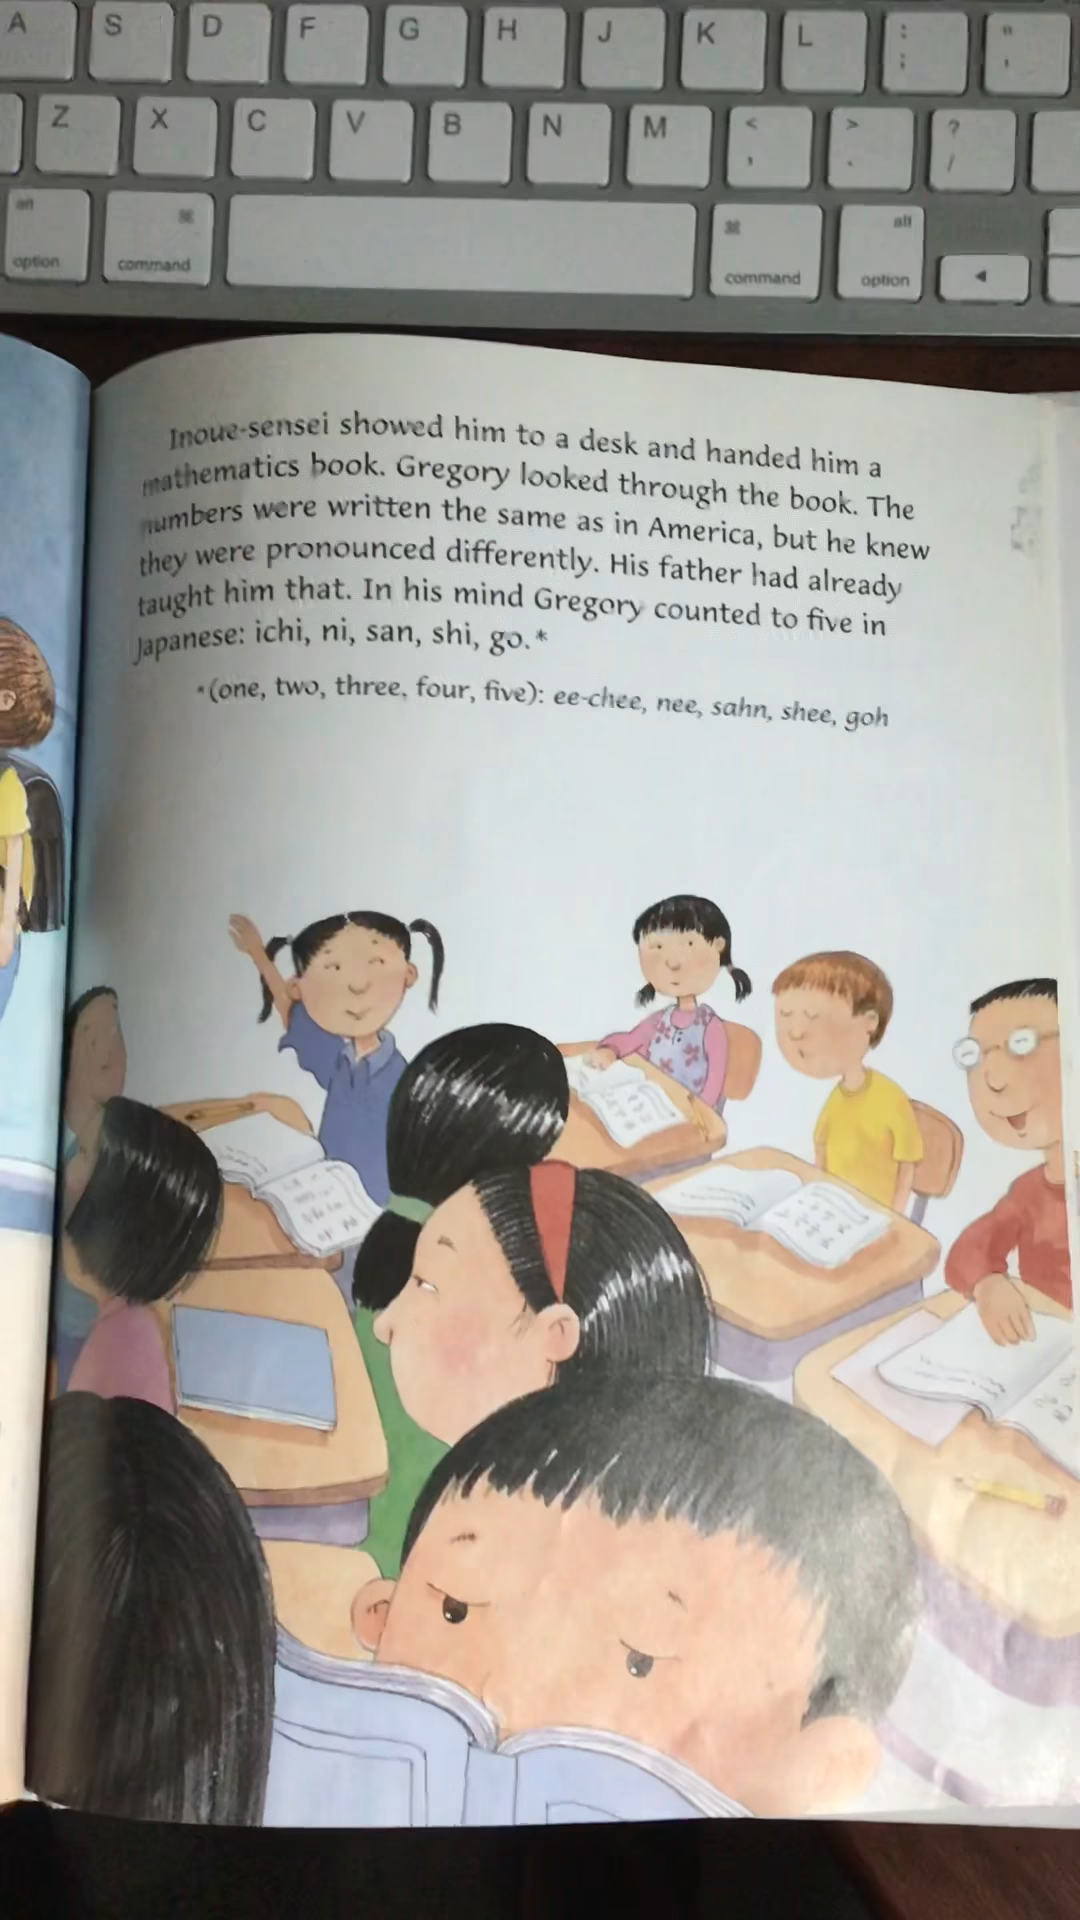 A S D F G H J K L : ; " '
Z X C V B N M < , > . ? /
alt ⌘ ⌘ alt
option command command option ◄
Inoue-sensei showed him to a desk and handed him a
mathematics book. Gregory looked through the book. The
numbers were written the same as in America, but he knew
they were pronounced differently. His father had already
taught him that. In his mind Gregory counted to five in
Japanese: ichi, ni, san, shi, go.*
*(one, two, three, four, five): ee-chee, nee, sahn, shee, goh